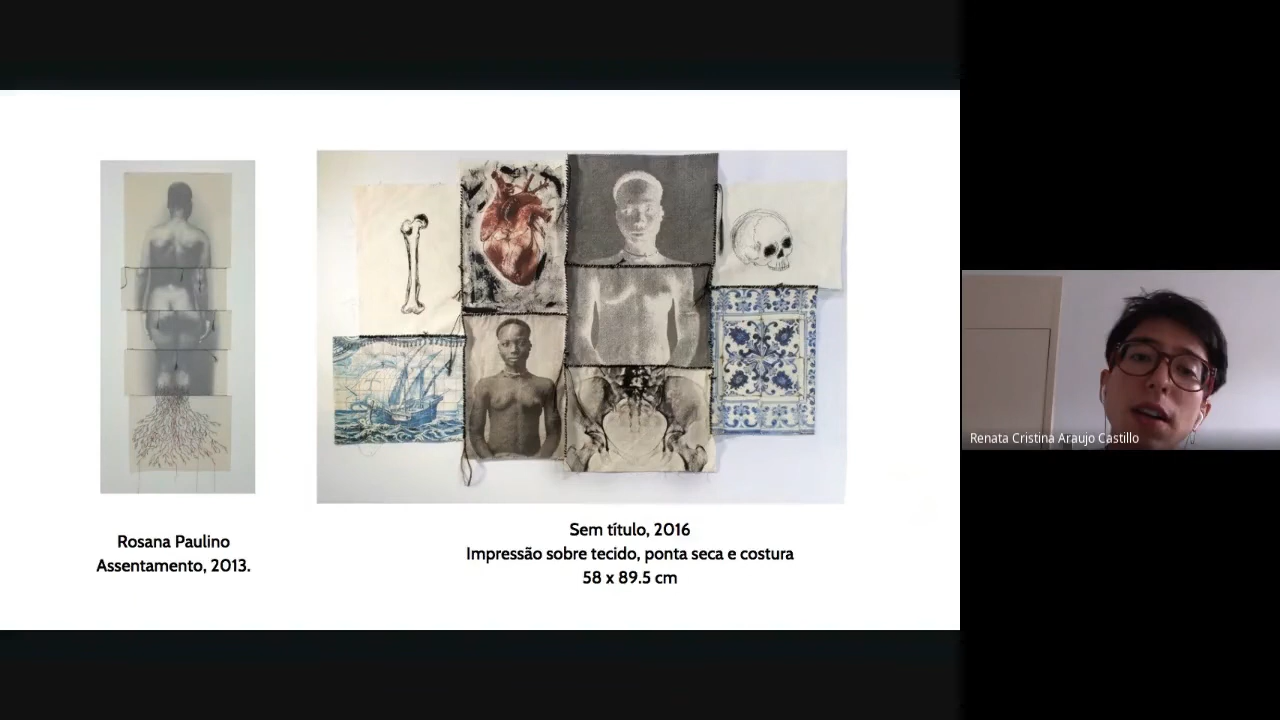 Rosana Paulino
Assentamento, 2013.
Sem título, 2016
Impressão sobre tecido, ponta seca e costura
58 x 89.5 cm
Renata Cristina Araujo Castillo